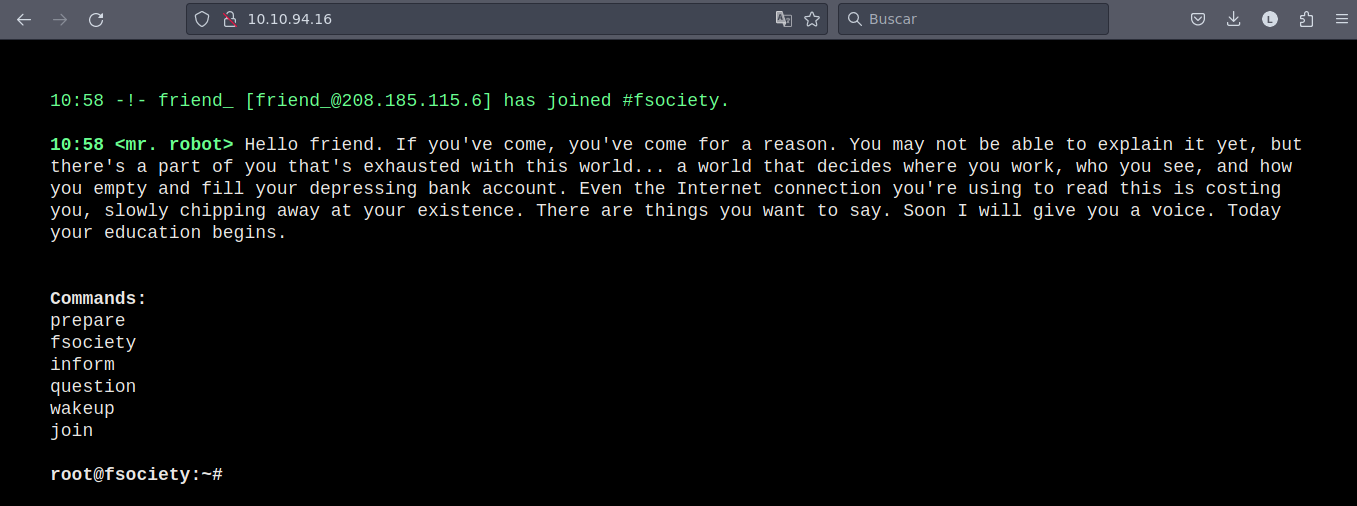 10.10.94.16
Buscar
L
10:58 -!- friend_ [friend_@208.185.115.6] has joined #fsociety.
10:58 <mr. robot> Hello friend. If you've come, you've come for a reason. You may not be able to explain it yet, but
there's a part of you that's exhausted with this world... a world that decides where you work, who you see, and how
you empty and fill your depressing bank account. Even the Internet connection you're using to read this is costing
you, slowly chipping away at your existence. There are things you want to say. Soon I will give you a voice. Today
your education begins.
Commands:
prepare
fsociety
inform
question
wakeup
join
root@fsociety:~#